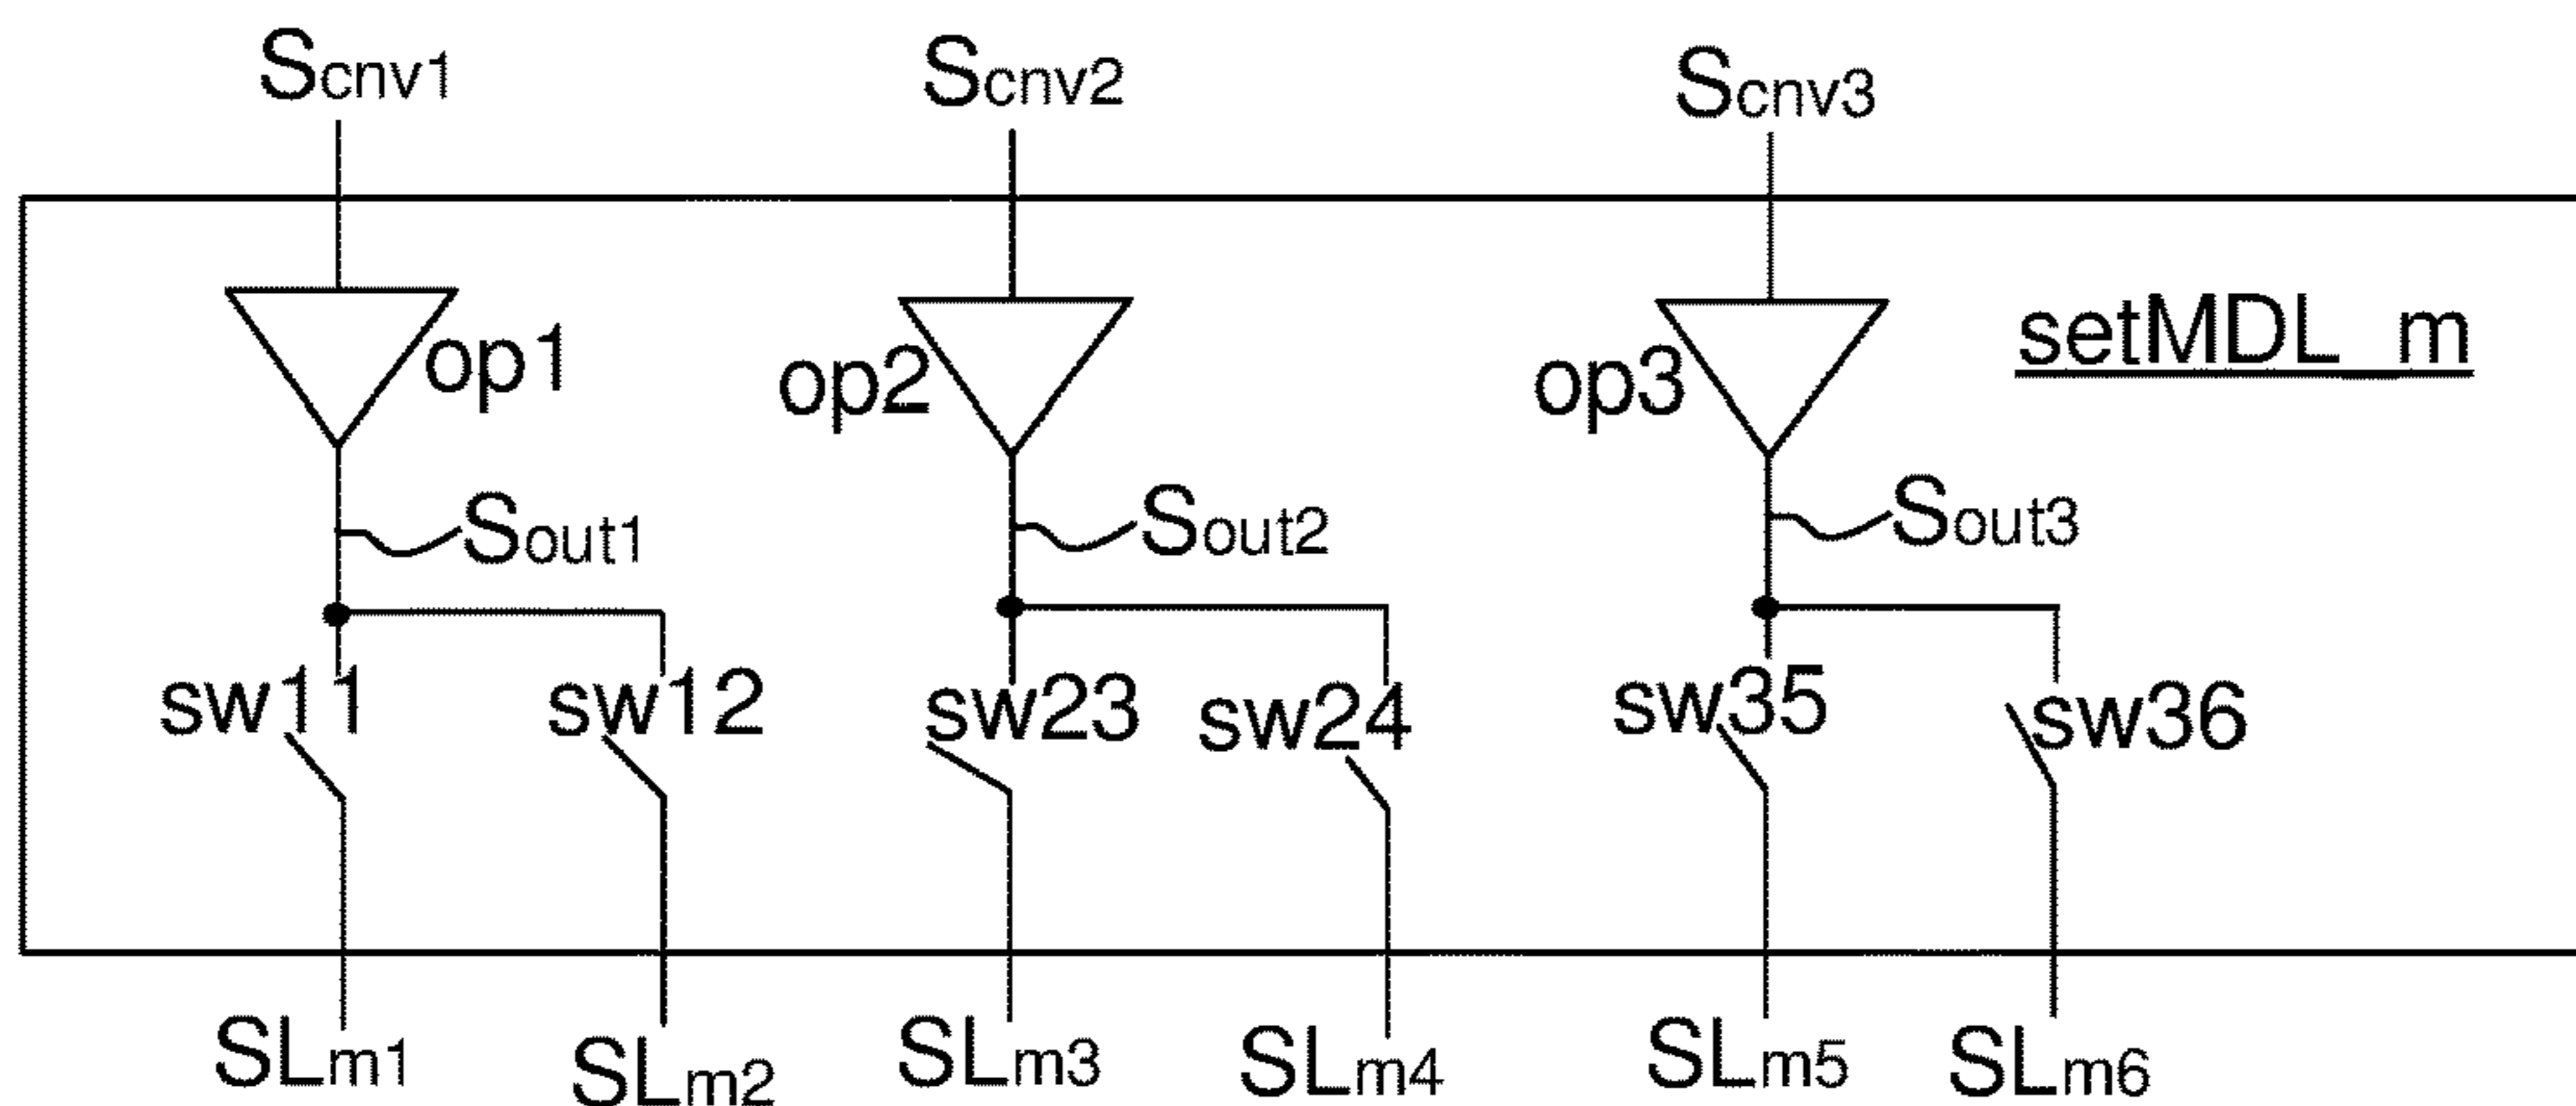 Scnv1 Scnv2 Scnv3
op1 op2 op3 setMDL_m
Sout1 Sout2 Sout3
sw11 sw12 sw23 sw24 sw35 sw36
SLm1 SLm2 SLm3 SLm4 SLm5 SLm6